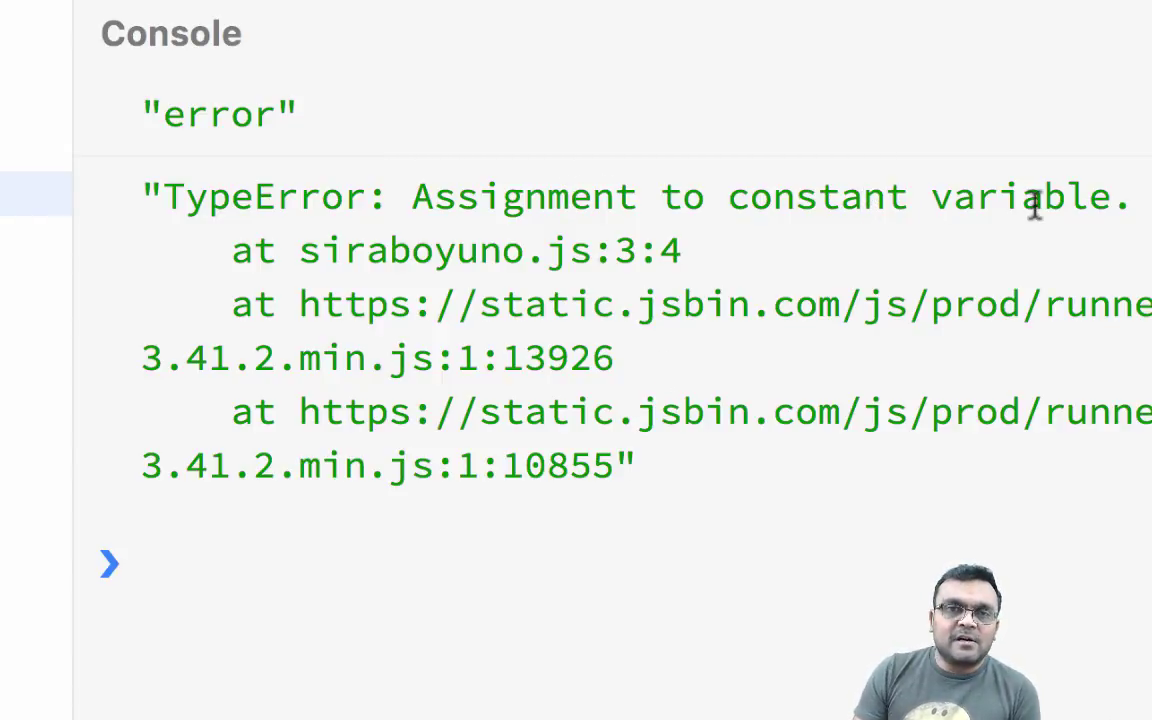 Console
"error"
"TypeError: Assignment to constant variable.
at siraboyuno.js:3:4
at https://static.jsbin.com/js/prod/runne
3.41.2.min.js:1:13926
at https://static.jsbin.com/js/prod/runne
3.41.2.min.js:1:10855"